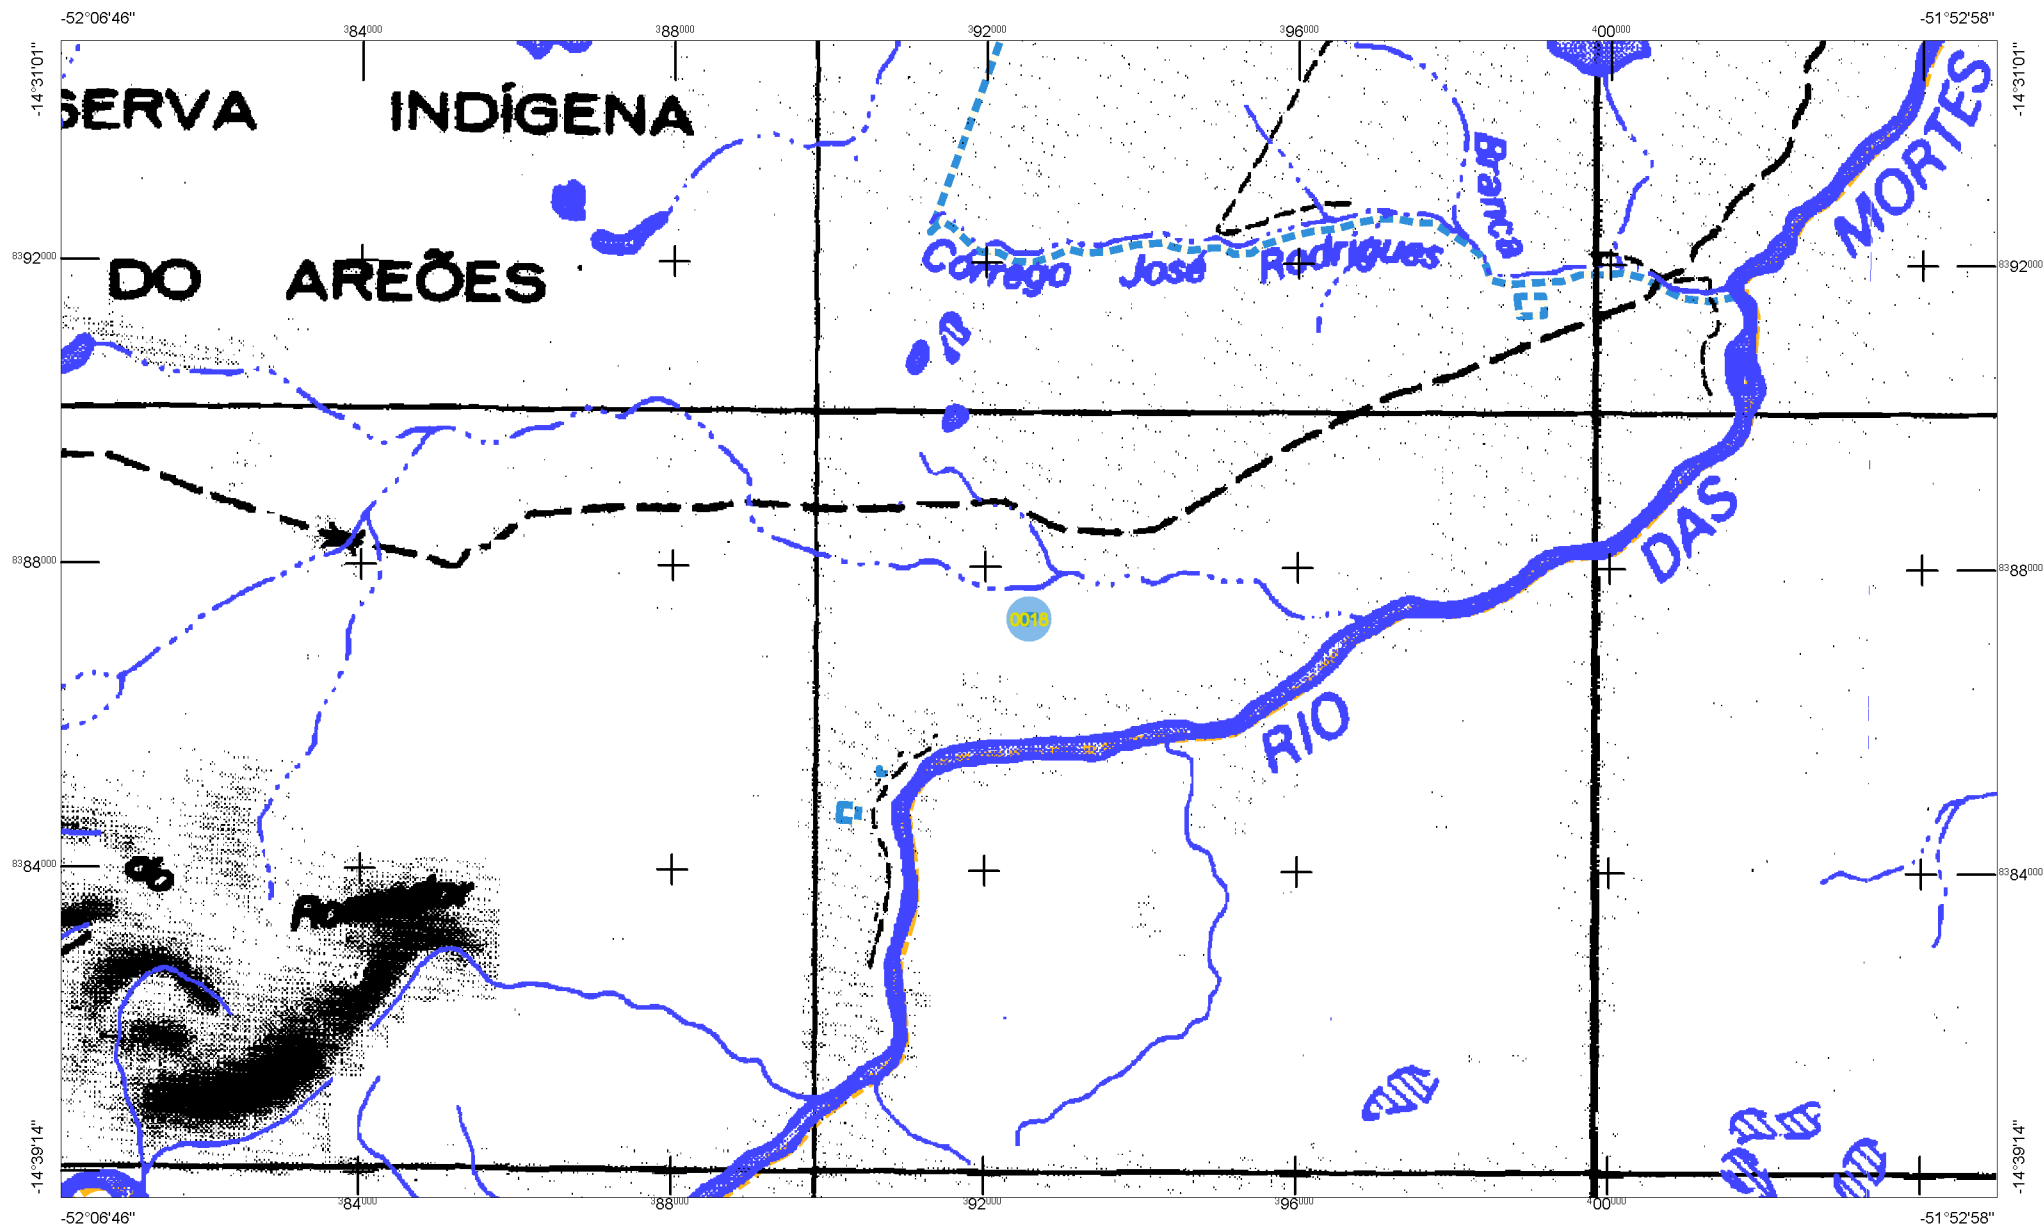 -52°06'46" -51°52'58"
384000 388000 392000 396000 400000
-14°31'01" -14°31'01"
SERVA INDÍGENA
MORTES
Branca
8392000 8392000
Corrego José Rodrigues
DO AREÕES
DAS
8388000 8388000
0018
RIO
8384000 8384000
-14°39'14" -14°39'14"
384000 388000 392000 396000 400000
-52°06'46" -51°52'58"